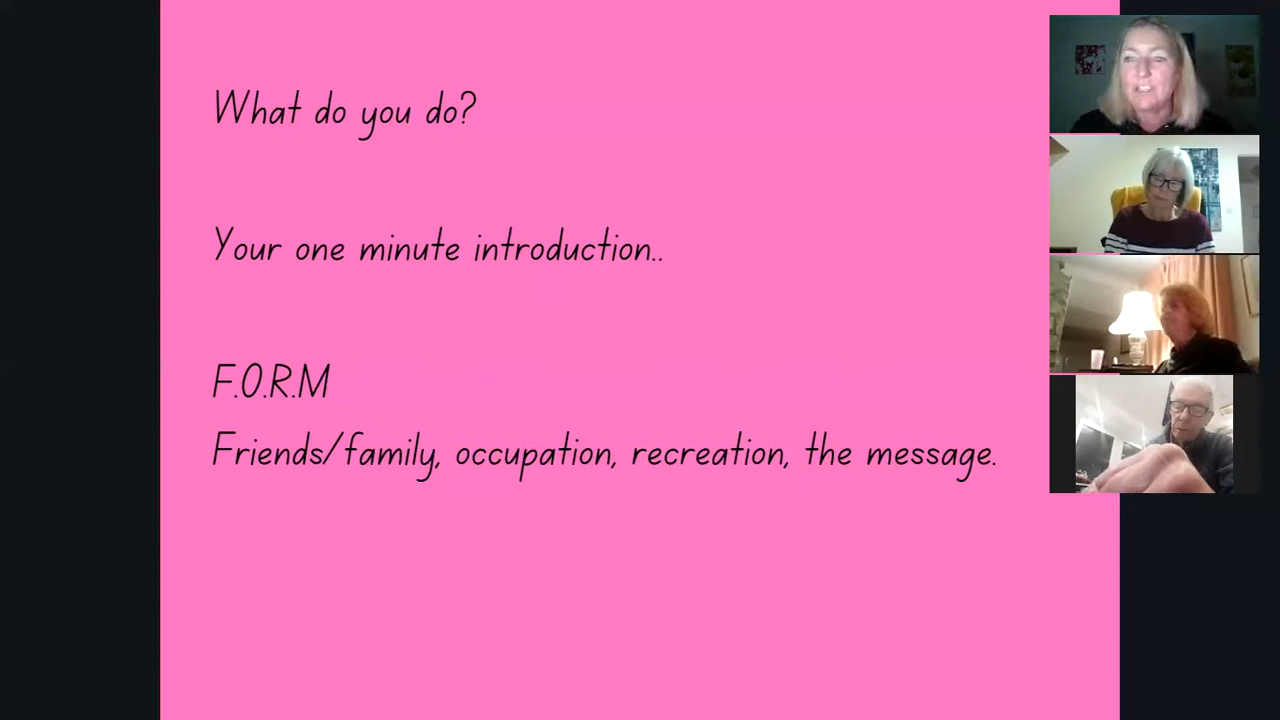 What do you do?
Your one minute introduction..
F.O.R.M
Friends/family, occupation, recreation, the message.